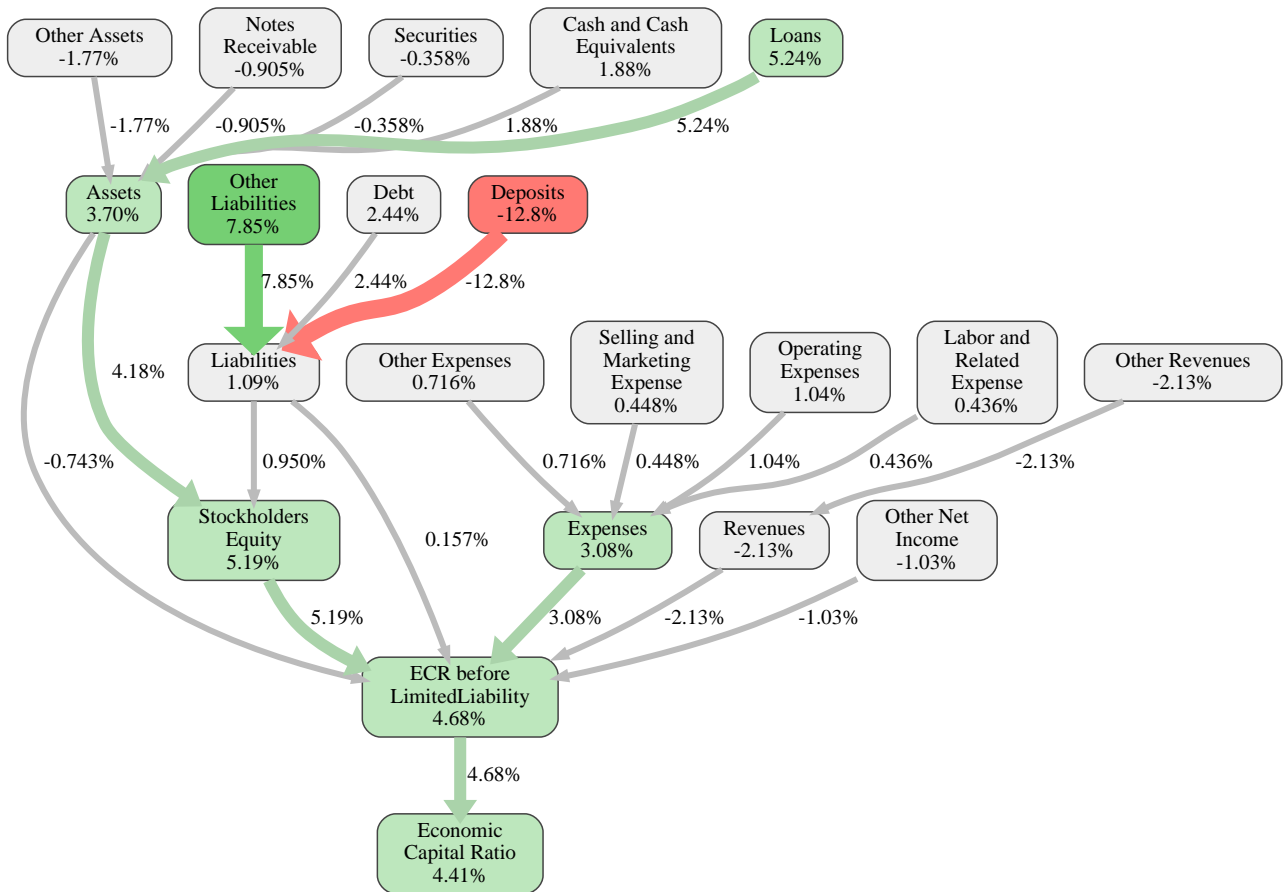 Other Assets
-1.77%
Notes
Receivable
-0.905%
Securities
-0.358%
Cash and Cash
Equivalents
1.88%
Loans
5.24%
-1.77%
-0.905%
-0.358%
1.88%
5.24%
Assets
3.70%
Other
Liabilities
7.85%
Debt
2.44%
Deposits
-12.8%
7.85%
2.44%
-12.8%
Liabilities
1.09%
Other Expenses
0.716%
Selling and
Marketing
Expense
0.448%
Operating
Expenses
1.04%
Labor and
Related
Expense
0.436%
Other Revenues
-2.13%
4.18%
-0.743%
0.950%
0.716%
0.448%
1.04%
0.436%
-2.13%
Stockholders
Equity
5.19%
0.157%
Expenses
3.08%
Revenues
-2.13%
Other Net
Income
-1.03%
5.19%
3.08%
-2.13%
-1.03%
ECR before
LimitedLiability
4.68%
4.68%
Economic
Capital Ratio
4.41%